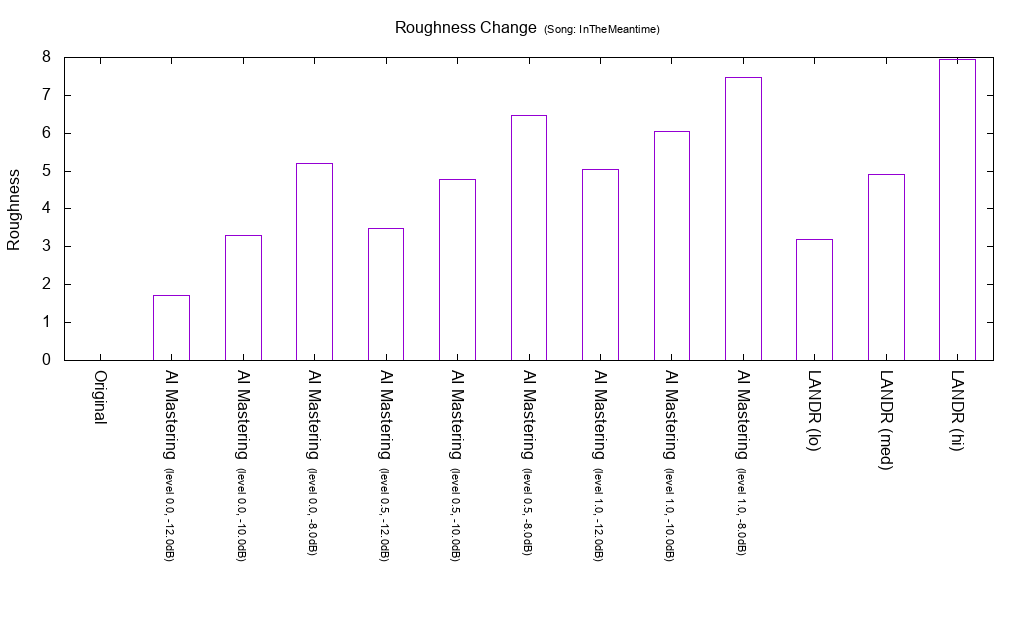 Roughness Change (Song: InTheMeantime)
Roughness
8
7
6
5
4
3
2
1
0
Original
AI Mastering (level 0.0, -12.0dB)
AI Mastering (level 0.0, -10.0dB)
AI Mastering (level 0.0, -8.0dB)
AI Mastering (level 0.5, -12.0dB)
AI Mastering (level 0.5, -10.0dB)
AI Mastering (level 0.5, -8.0dB)
AI Mastering (level 1.0, -12.0dB)
AI Mastering (level 1.0, -10.0dB)
AI Mastering (level 1.0, -8.0dB)
LANDR (lo)
LANDR (med)
LANDR (hi)